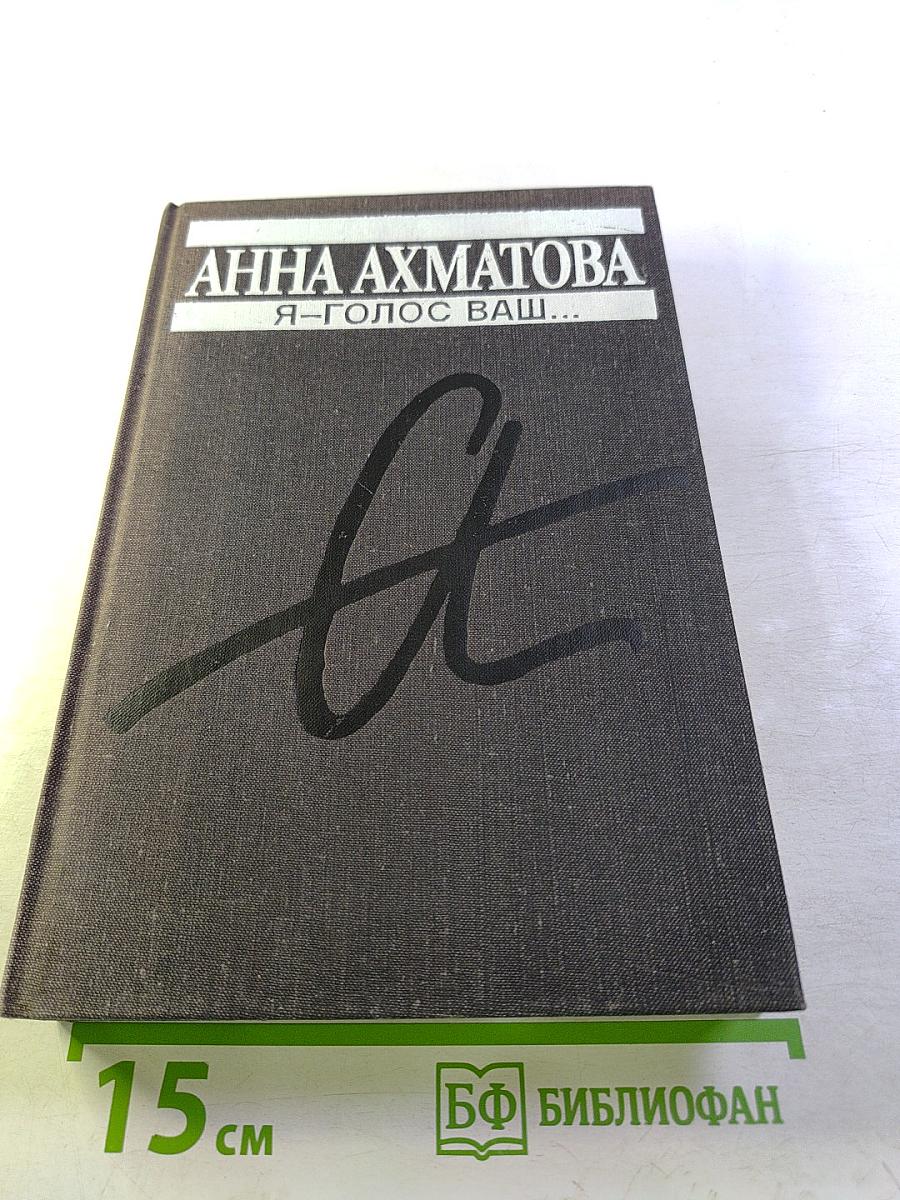 АННА АХМАТОВА
Я–ГОЛОС ВАШ...
а
15 см
БФ БИБЛИОФАН